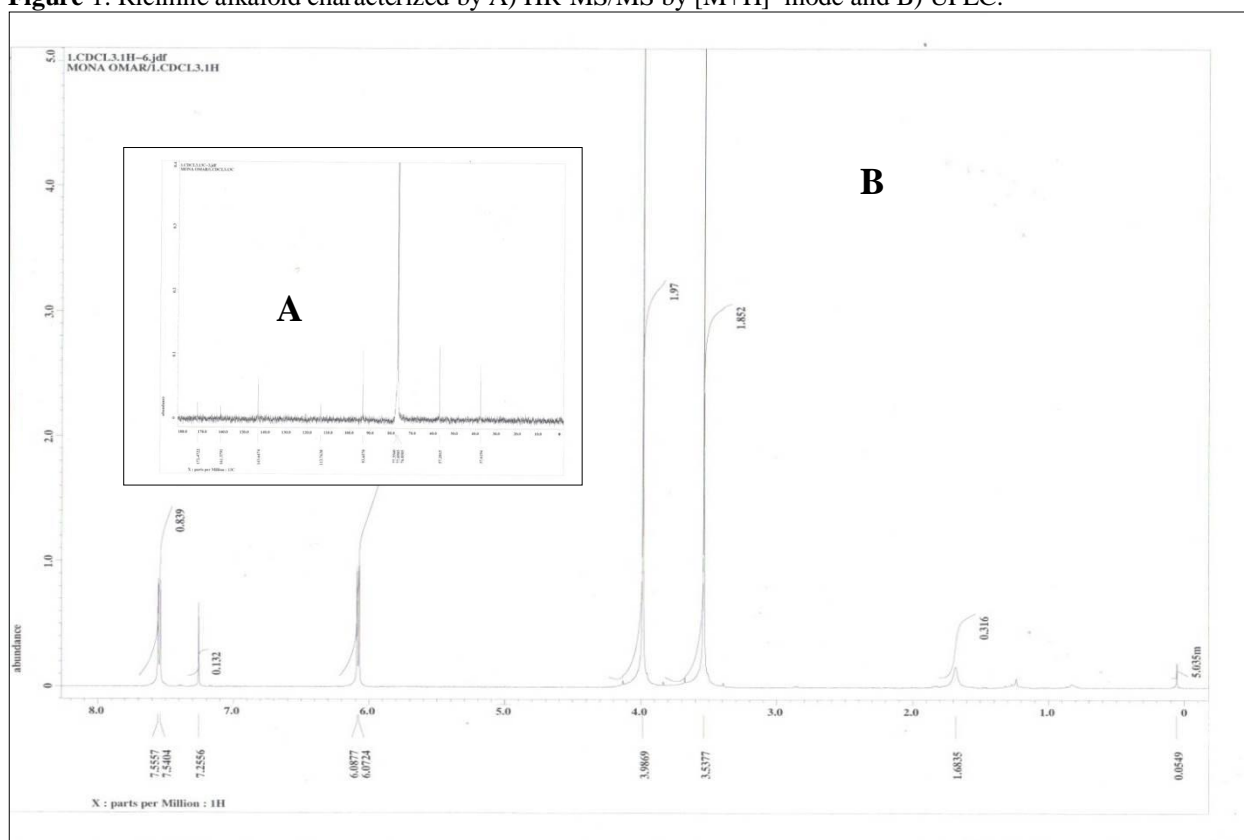 Figure 1. Ricinine alkaloid characterized by A) HR-MS/MS by [M+H]+ mode and B) UPLC.
1.CDCL3.1H-6.jdf
MONA OMAR/1.CDCL3.1H
B
A
5.0
4.0
3.0
2.0
1.0
0
abundance
1.97
1.852
0.839
0.132
0.316
5.035m
8.0 7.0 6.0 5.0 4.0 3.0 2.0 1.0 0
7.5557
7.5404
7.2556
6.0877
6.0724
3.9869
3.5377
1.6835
0.0549
X : parts per Million : 1H
X : parts per Million : 13C